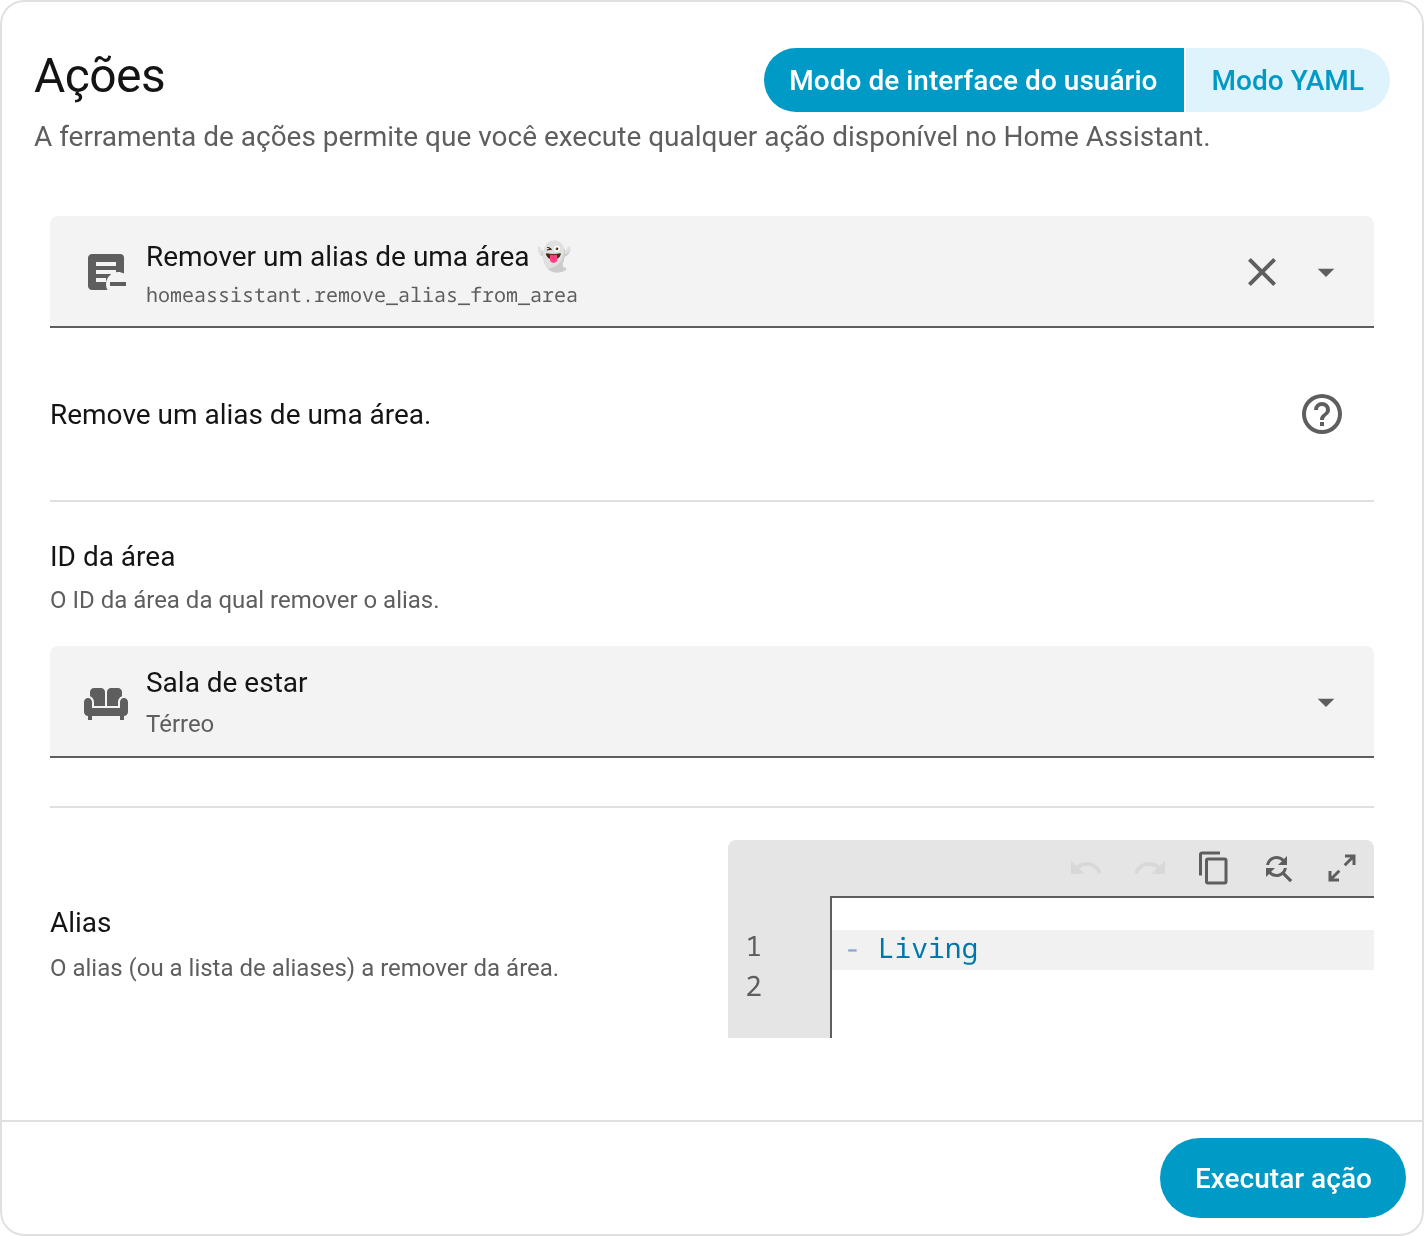 Ações
Modo de interface do usuário
Modo YAML
A ferramenta de ações permite que você execute qualquer ação disponível no Home Assistant.
Remover um alias de uma área 👻
homeassistant.remove_alias_from_area
Remove um alias de uma área.
ID da área
O ID da área da qual remover o alias.
Sala de estar
Térreo
Alias
O alias (ou a lista de aliases) a remover da área.
1 - Living
2
Executar ação